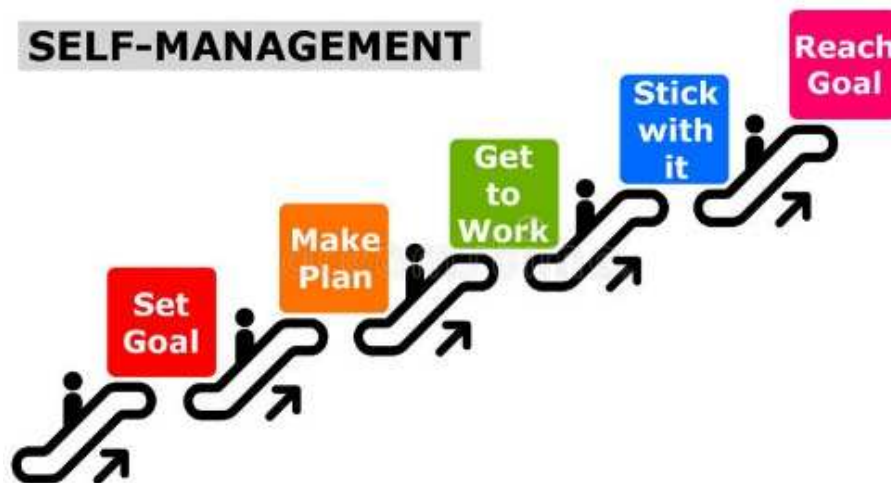 SELF-MANAGEMENT
Set
Goal
Make
Plan
Get
to
Work
Stick
with
it
Reach
Goal